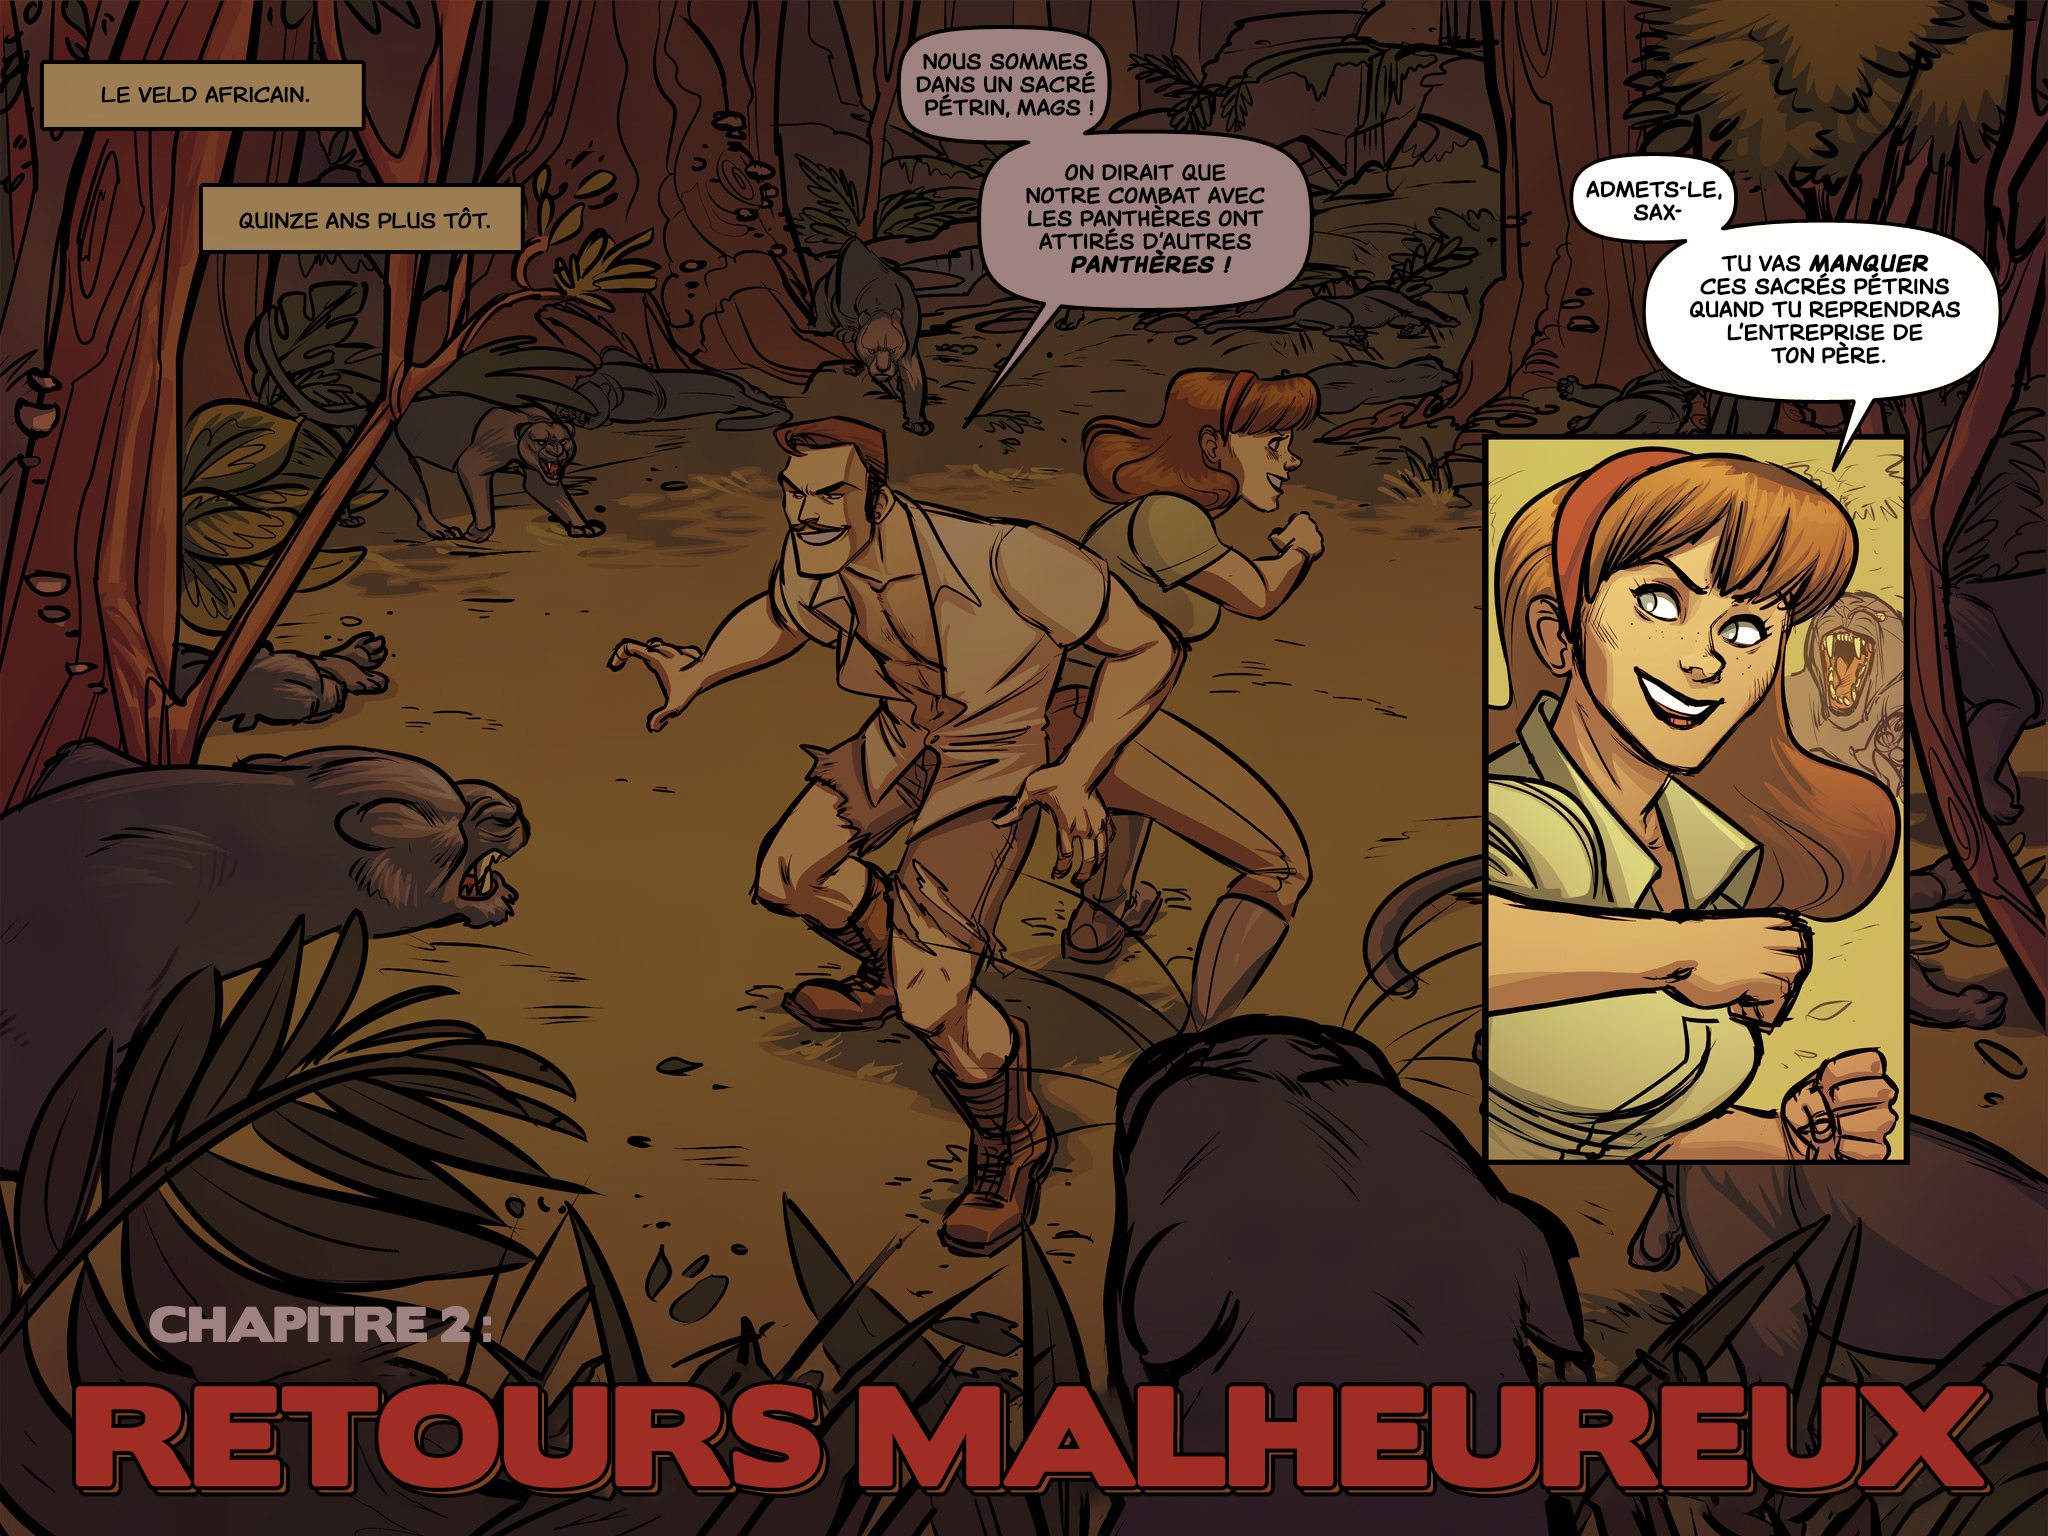 LE VELD AFRICAIN.
QUINZE ANS PLUS TÔT.
NOUS SOMMES
DANS UN SACRÉ
PÉTRIN, MAGS !
ON DIRAIT QUE
NOTRE COMBAT AVEC
LES PANTHÈRES ONT
ATTIRÉS D'AUTRES
PANTHÈRES !
ADMETS-LE,
SAX-
TU VAS MANQUER
CES SACRÉS PÉTRINS
QUAND TU REPRENDRAS
L'ENTREPRISE DE
TON PÈRE.
CHAPITRE 2 :
RETOURS MALHEUREUX